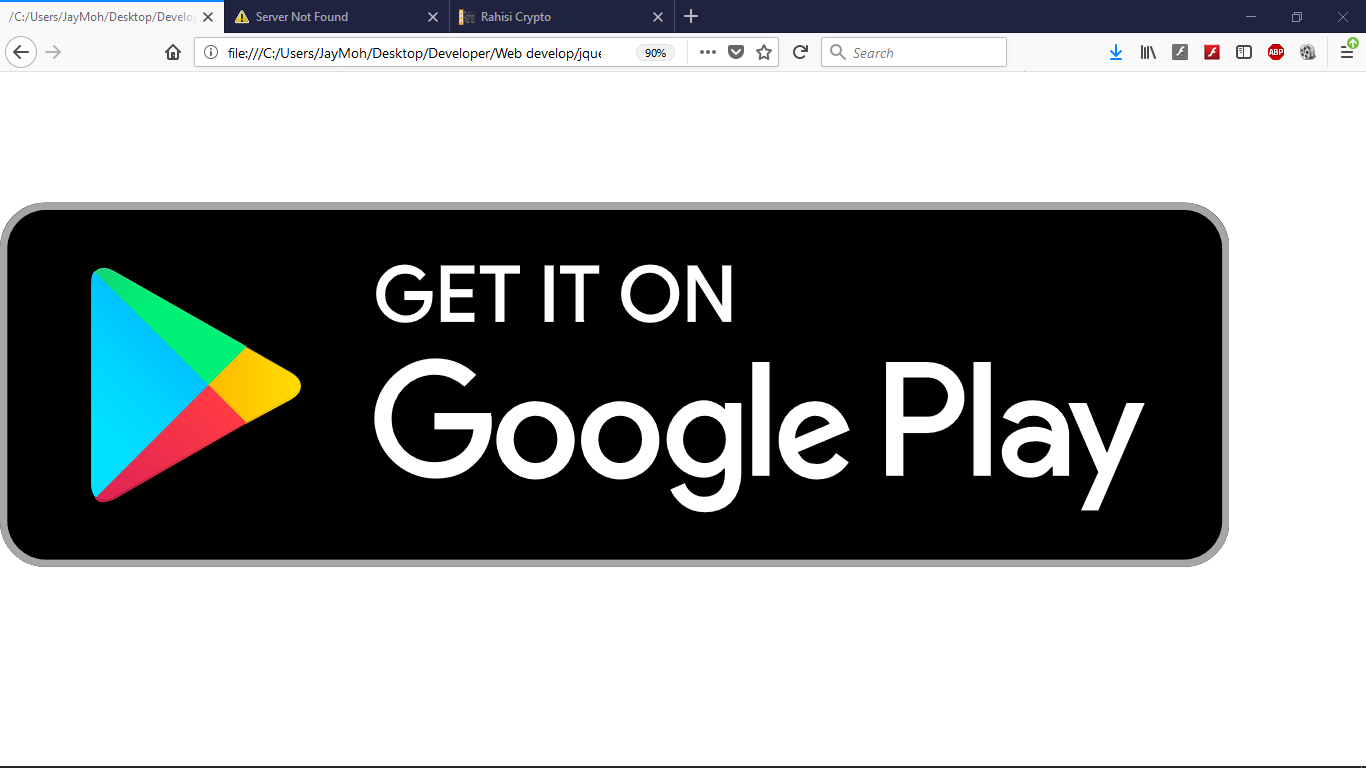 /C:/Users/JayMoh/Desktop/Develo
Server Not Found
Rahisi Crypto
file:///C:/Users/JayMoh/Desktop/Developer/Web develop/jque
90%
Search
ABP
GET IT ON
Google Play